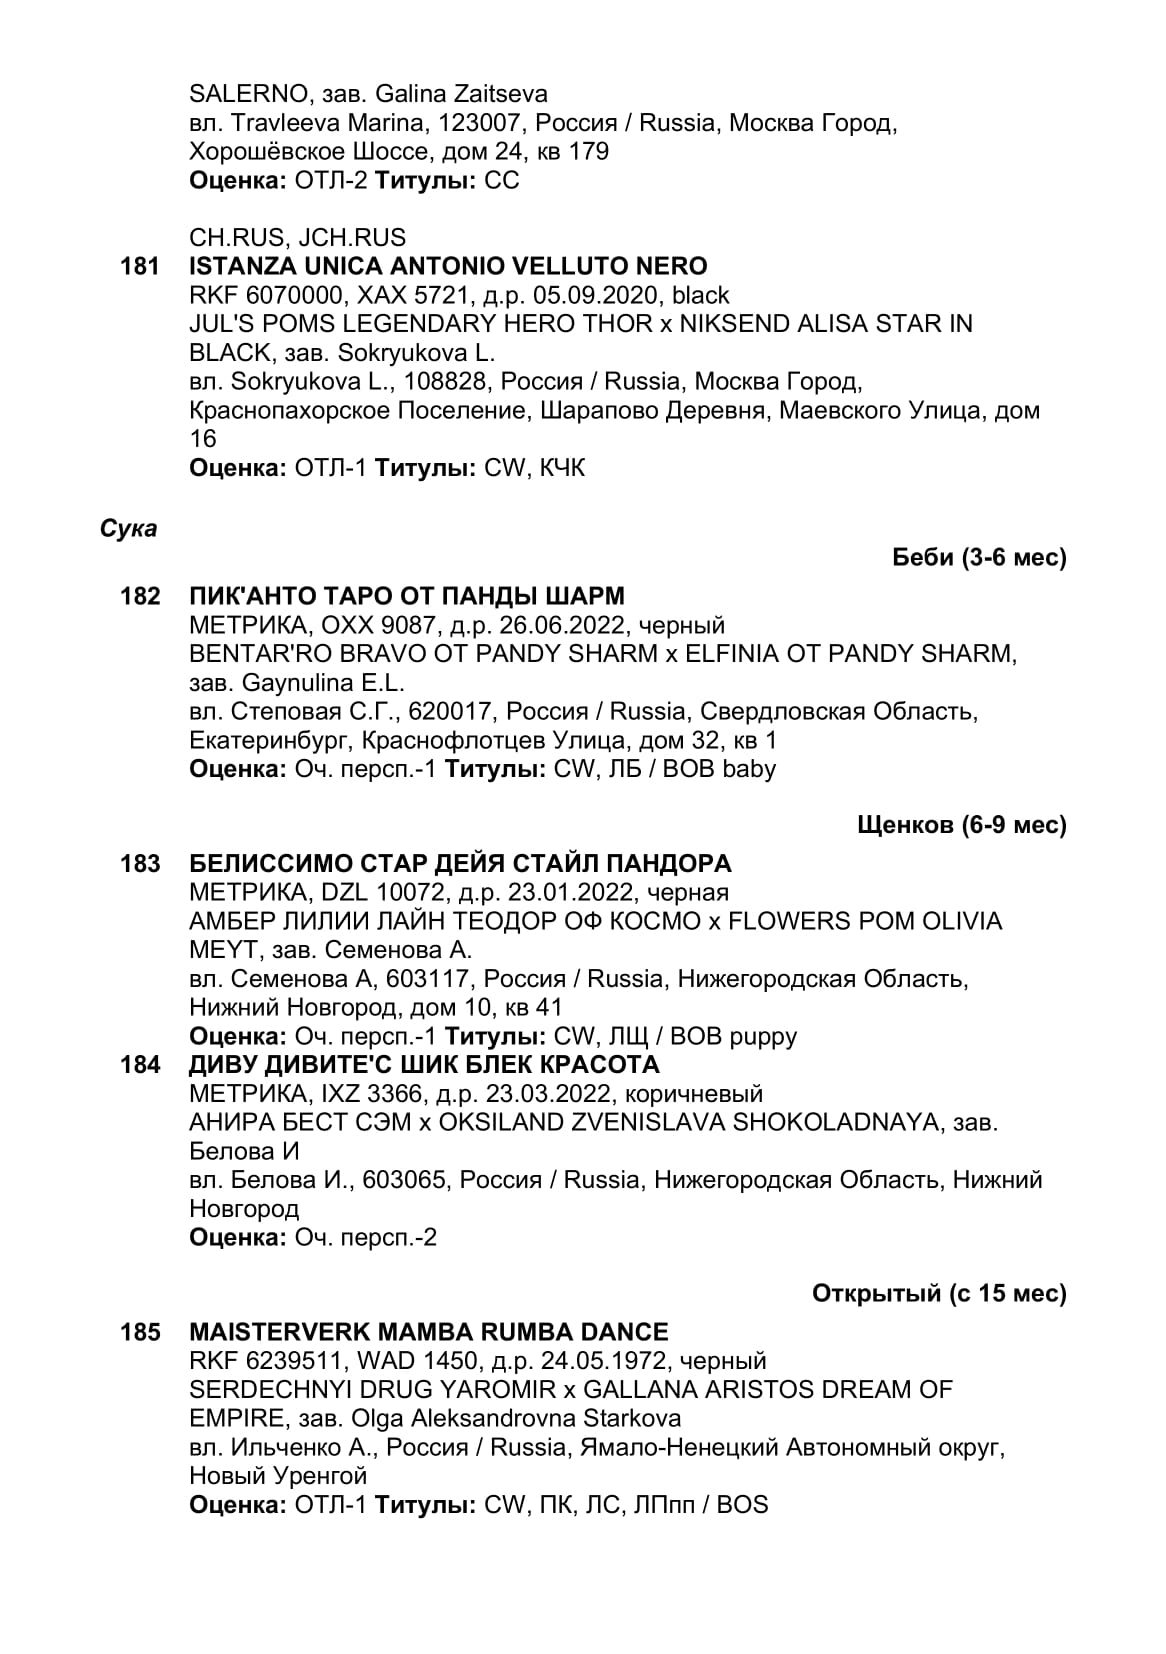 SALERNO, зав. Galina Zaitseva
вл. Travleeva Marina, 123007, Россия / Russia, Москва Город,
Хорошёвское Шоссе, дом 24, кв 179
Оценка: ОТЛ-2 Титулы: СС
CH.RUS, JCH.RUS
181 ISTANZA UNICA ANTONIO VELLUTO NERO
RKF 6070000, XAX 5721, д.р. 05.09.2020, black
JUL'S POMS LEGENDARY HERO THOR x NIKSEND ALISA STAR IN
BLACK, зав. Sokryukova L.
вл. Sokryukova L., 108828, Россия / Russia, Москва Город,
Краснопахорское Поселение, Шарапово Деревня, Маевского Улица, дом
16
Оценка: ОТЛ-1 Титулы: CW, КЧК
Сука
Беби (3-6 мес)
182 ПИК'АНТО ТАРО ОТ ПАНДЫ ШАРМ
МЕТРИКА, OXX 9087, д.р. 26.06.2022, черный
BENTAR'RO BRAVO OT PANDY SHARM x ELFINIA OT PANDY SHARM,
зав. Gaynulina E.L.
вл. Степовая С.Г., 620017, Россия / Russia, Свердловская Область,
Екатеринбург, Краснофлотцев Улица, дом 32, кв 1
Оценка: Оч. персп.-1 Титулы: CW, ЛБ / BOB baby
Щенков (6-9 мес)
183 БЕЛИССИМО СТАР ДЕЙЯ СТАЙЛ ПАНДОРА
МЕТРИКА, DZL 10072, д.р. 23.01.2022, черная
АМБЕР ЛИЛИИ ЛАЙН ТЕОДОР ОФ КОСМО x FLOWERS POM OLIVIA
MEYT, зав. Семенова А.
вл. Семенова А, 603117, Россия / Russia, Нижегородская Область,
Нижний Новгород, дом 10, кв 41
Оценка: Оч. персп.-1 Титулы: CW, ЛЩ / BOB puppy
184 ДИВУ ДИВИТЕ'С ШИК БЛЕК КРАСОТА
МЕТРИКА, IXZ 3366, д.р. 23.03.2022, коричневый
АНИРА БЕСТ СЭМ x OKSILAND ZVENISLAVA SHOKOLADNAYA, зав.
Белова И
вл. Белова И., 603065, Россия / Russia, Нижегородская Область, Нижний
Новгород
Оценка: Оч. персп.-2
Открытый (с 15 мес)
185 MAISTERVERK MAMBA RUMBA DANCE
RKF 6239511, WAD 1450, д.р. 24.05.1972, черный
SERDECHNYI DRUG YAROMIR x GALLANA ARISTOS DREAM OF
EMPIRE, зав. Olga Aleksandrovna Starkova
вл. Ильченко А., Россия / Russia, Ямало-Ненецкий Автономный округ,
Новый Уренгой
Оценка: ОТЛ-1 Титулы: CW, ПК, ЛС, ЛПпп / BOS